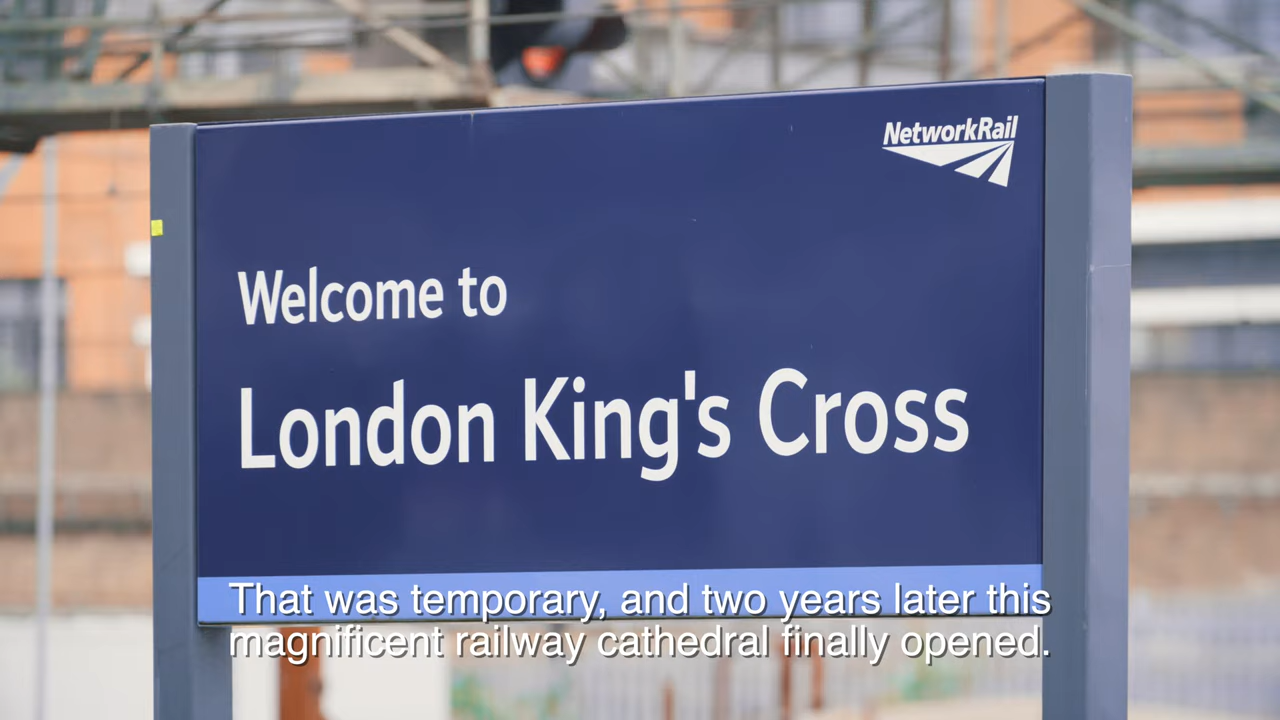 NetworkRail
Welcome to
London King's Cross
That was temporary, and two years later this
magnificent railway cathedral finally opened.